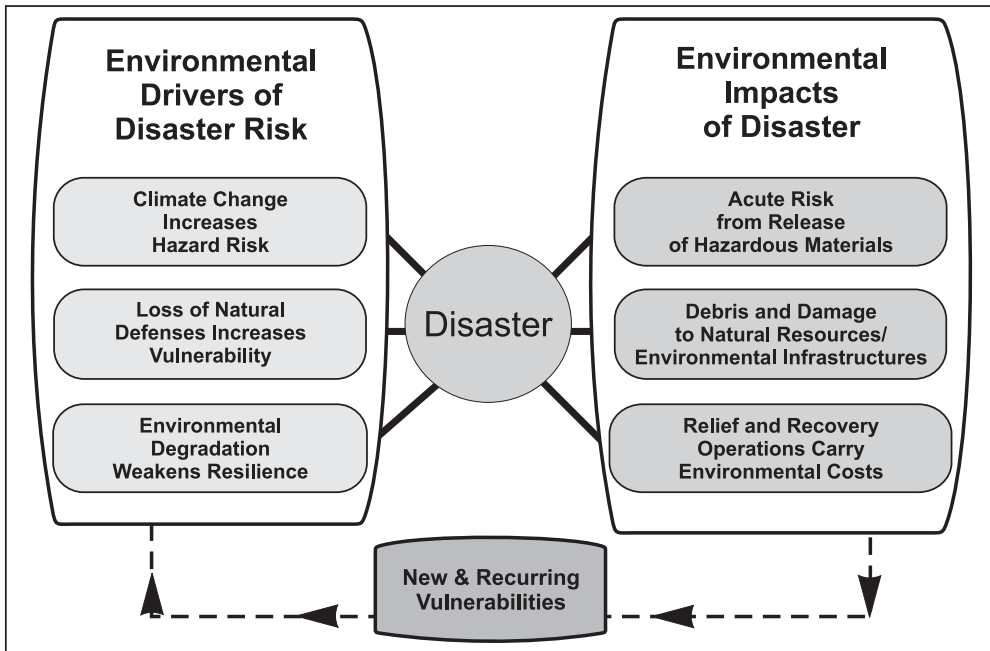 Environmental
Drivers of
Disaster Risk
Climate Change
Increases
Hazard Risk
Loss of Natural
Defenses Increases
Vulnerability
Environmental
Degradation
Weakens Resilience
Disaster
Environmental
Impacts
of Disaster
Acute Risk
from Release
of Hazardous Materials
Debris and Damage
to Natural Resources/
Environmental Infrastructures
Relief and Recovery
Operations Carry
Environmental Costs
New & Recurring
Vulnerabilities